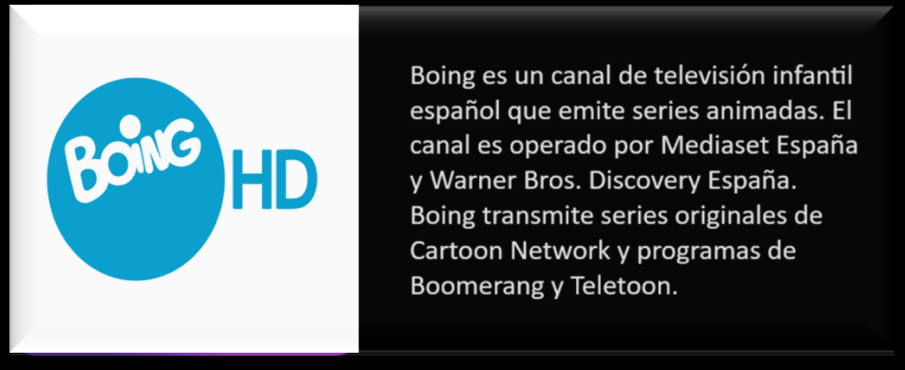 BOING HD
Boing es un canal de televisión infantil
español que emite series animadas. El
canal es operado por Mediaset España
y Warner Bros. Discovery España.
Boing transmite series originales de
Cartoon Network y programas de
Boomerang y Teletoon.